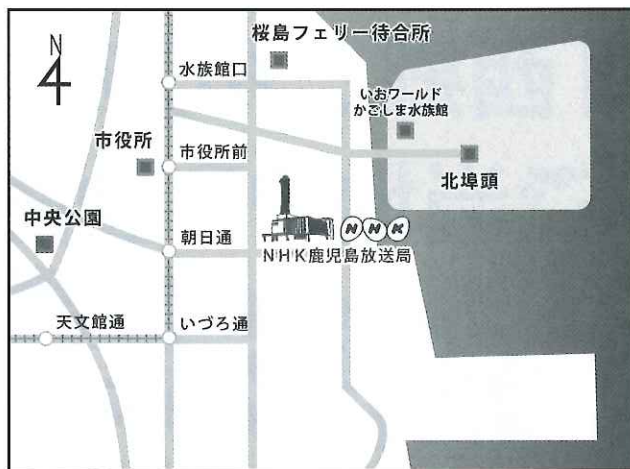 N
桜島フェリー待合所
水族館口
いおワールド
かごしま水族館
市役所
市役所前
北埠頭
中央公園
朝日通
NHK
NHK鹿児島放送局
天文館通
いづろ通